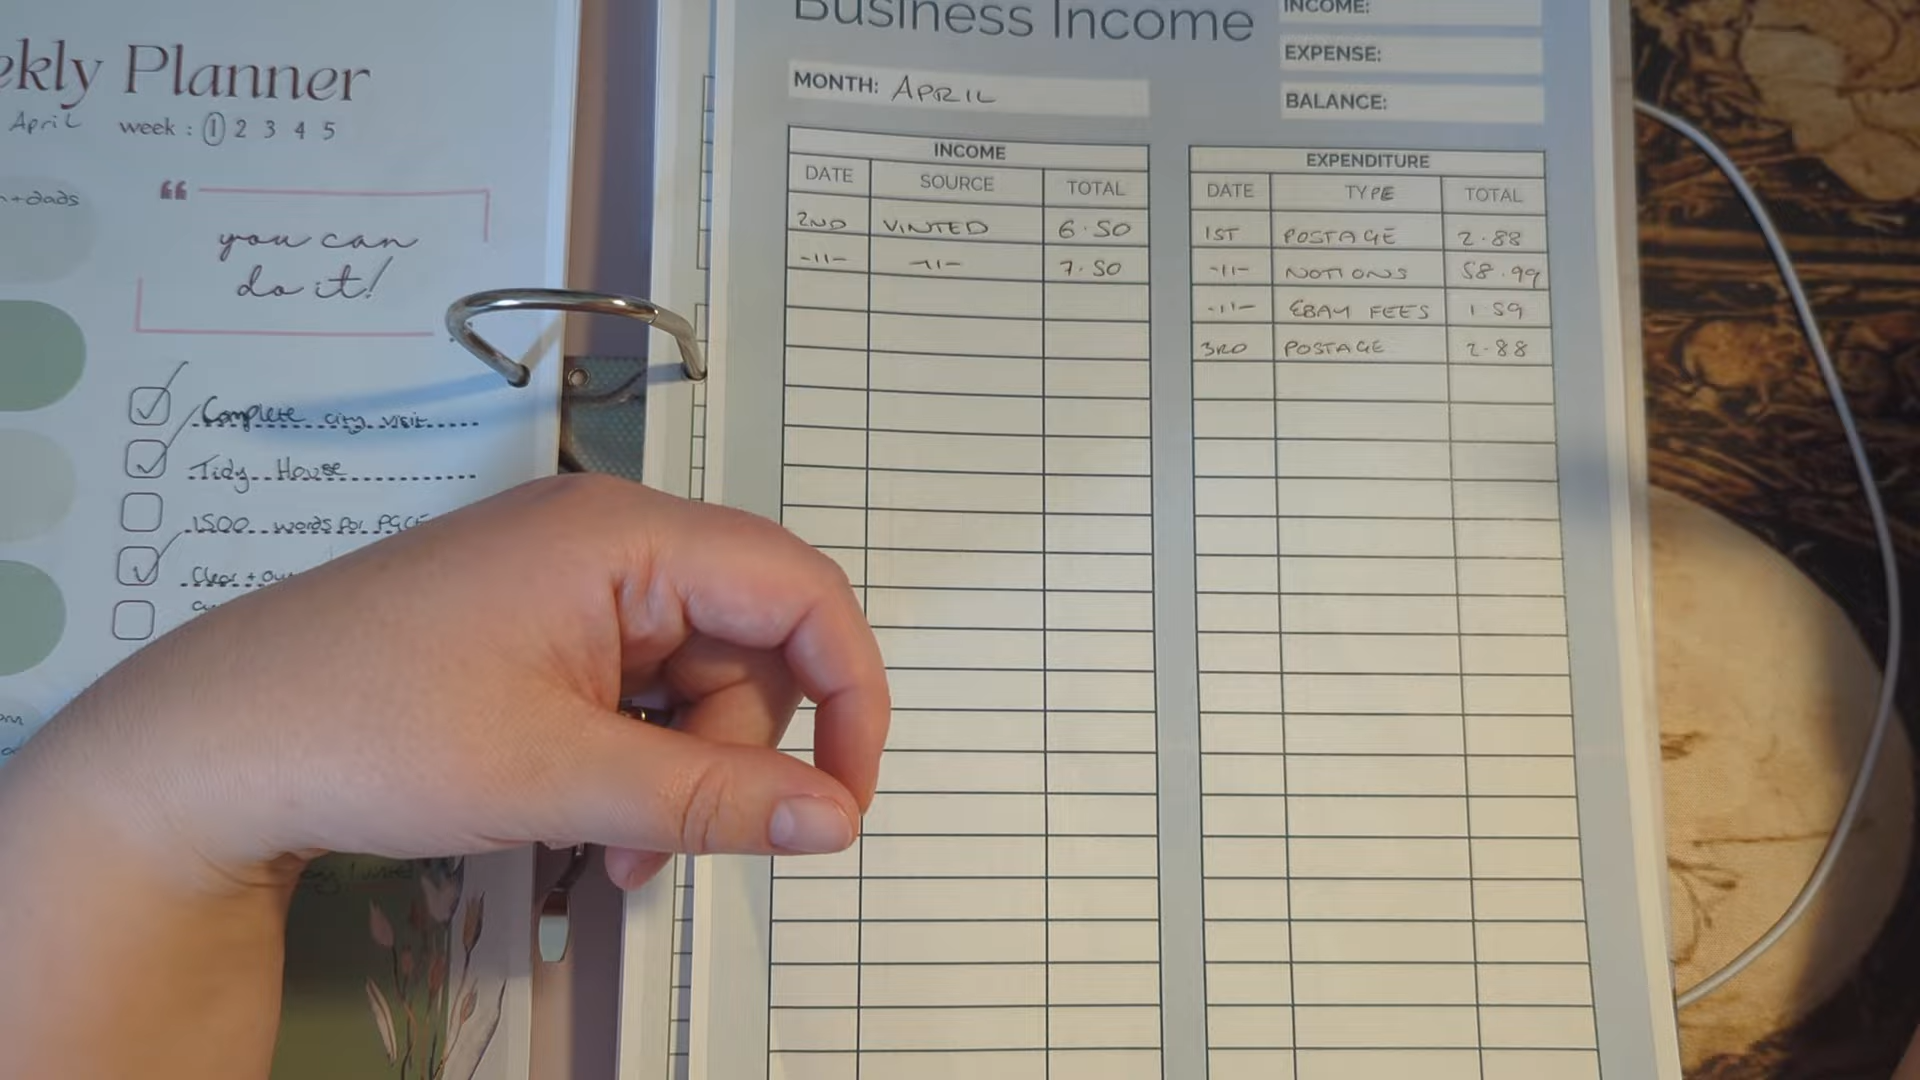 Weekly Planner
April week : 1 2 3 4 5
+dads
“
you can
do it!
Complete city visit
Tidy House
1500 words for PGCE
Clear + 
Business Income
MONTH: APRIL
INCOME:
EXPENSE:
BALANCE:
INCOME
DATE SOURCE TOTAL
2ND VINTED 6.50
-11- -11- 7.50
EXPENDITURE
DATE TYPE TOTAL
1ST POSTAGE 2.88
-11- NOTIONS 58.99
-11- EBAY FEES 1.59
3RD POSTAGE 2.88